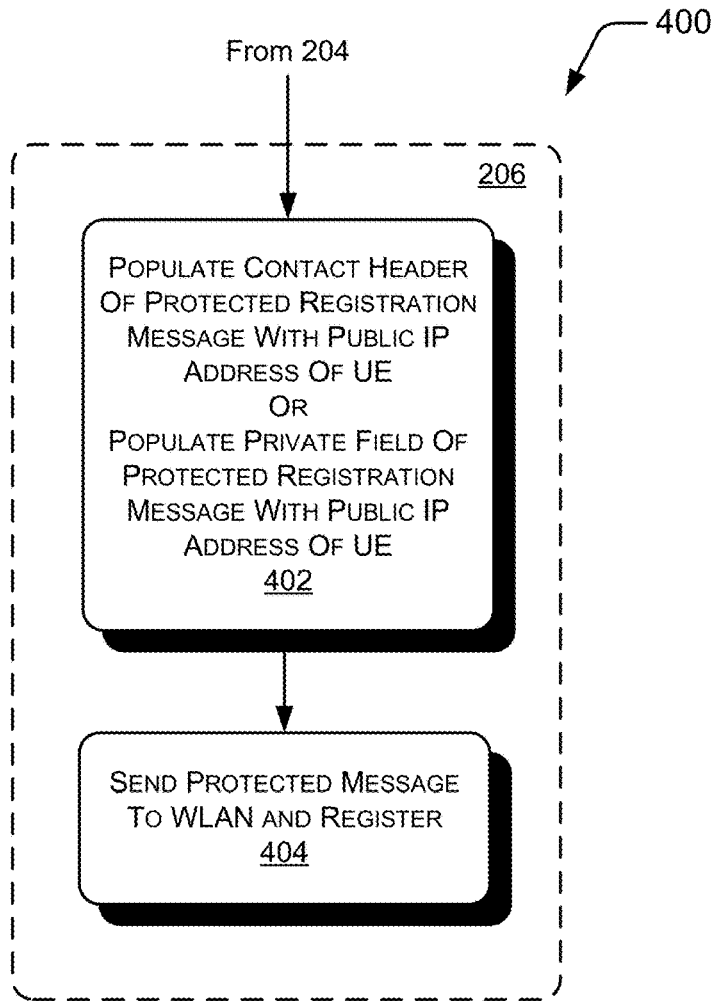 400
From 204
206
POPULATE CONTACT HEADER
OF PROTECTED REGISTRATION
MESSAGE WITH PUBLIC IP
ADDRESS OF UE
OR
POPULATE PRIVATE FIELD OF
PROTECTED REGISTRATION
MESSAGE WITH PUBLIC IP
ADDRESS OF UE
402
SEND PROTECTED MESSAGE
TO WLAN AND REGISTER
404